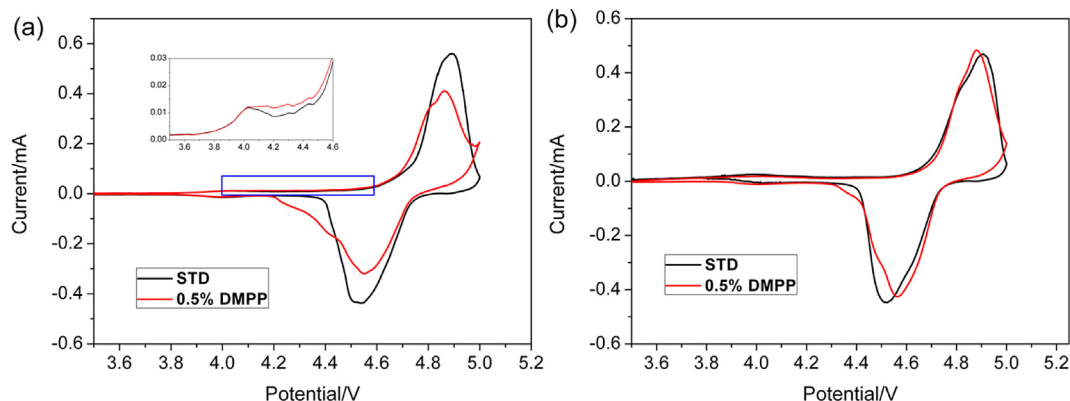 (a)
0.6
0.4
0.2
0.0
-0.2
-0.4
-0.6
Current/mA
0.03
0.02
0.01
0.00
3.6 3.8 4.0 4.2 4.4 4.6
STD
0.5% DMPP
3.6 3.8 4.0 4.2 4.4 4.6 4.8 5.0 5.2
Potential/V
(b)
0.6
0.4
0.2
0.0
-0.2
-0.4
-0.6
Current/mA
STD
0.5% DMPP
3.6 3.8 4.0 4.2 4.4 4.6 4.8 5.0 5.2
Potential/V